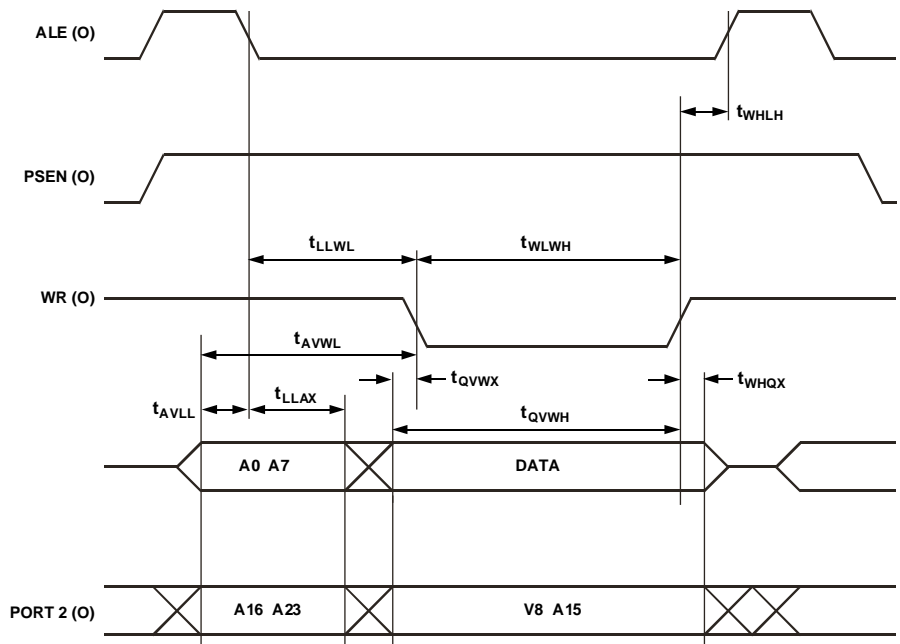 ALE (O)
tWHLH
PSEN (O)
tLLWL
tWLWH
WR (O)
tAVWL
tQVWX
tWHQX
tAVLL
tLLAX
tQVWH
A0 A7
DATA
PORT 2 (O)
A16 A23
V8 A15